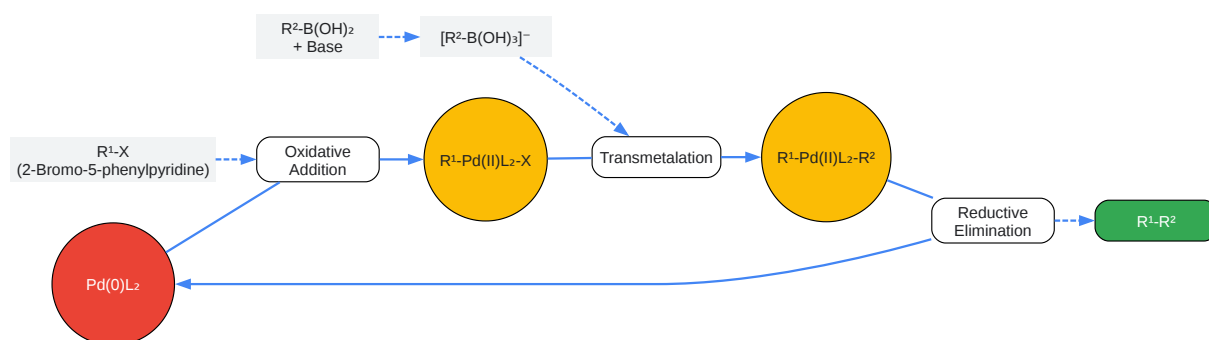 R²-B(OH)₂
+ Base
[R²-B(OH)₃]⁻
R¹-X
(2-Bromo-5-phenylpyridine)
Oxidative
Addition
R¹-Pd(II)L₂-X
Transmetalation
R¹-Pd(II)L₂-R²
Reductive
Elimination
R¹-R²
Pd(0)L₂